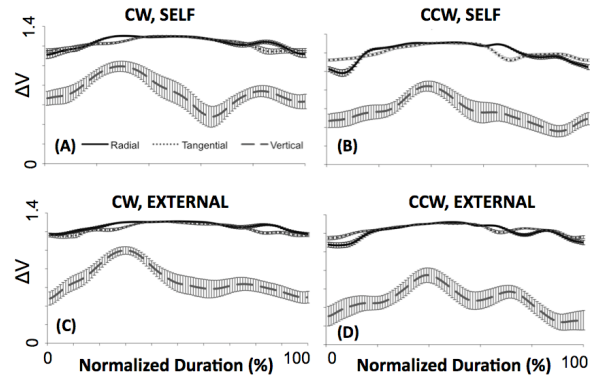 CW, SELF
CCW, SELF
1.4
ΔV
0
(A)
Radial
Tangential
Vertical
(B)
CW, EXTERNAL
CCW, EXTERNAL
1.4
ΔV
0
(C)
(D)
0
Normalized Duration (%)
100
0
Normalized Duration (%)
100